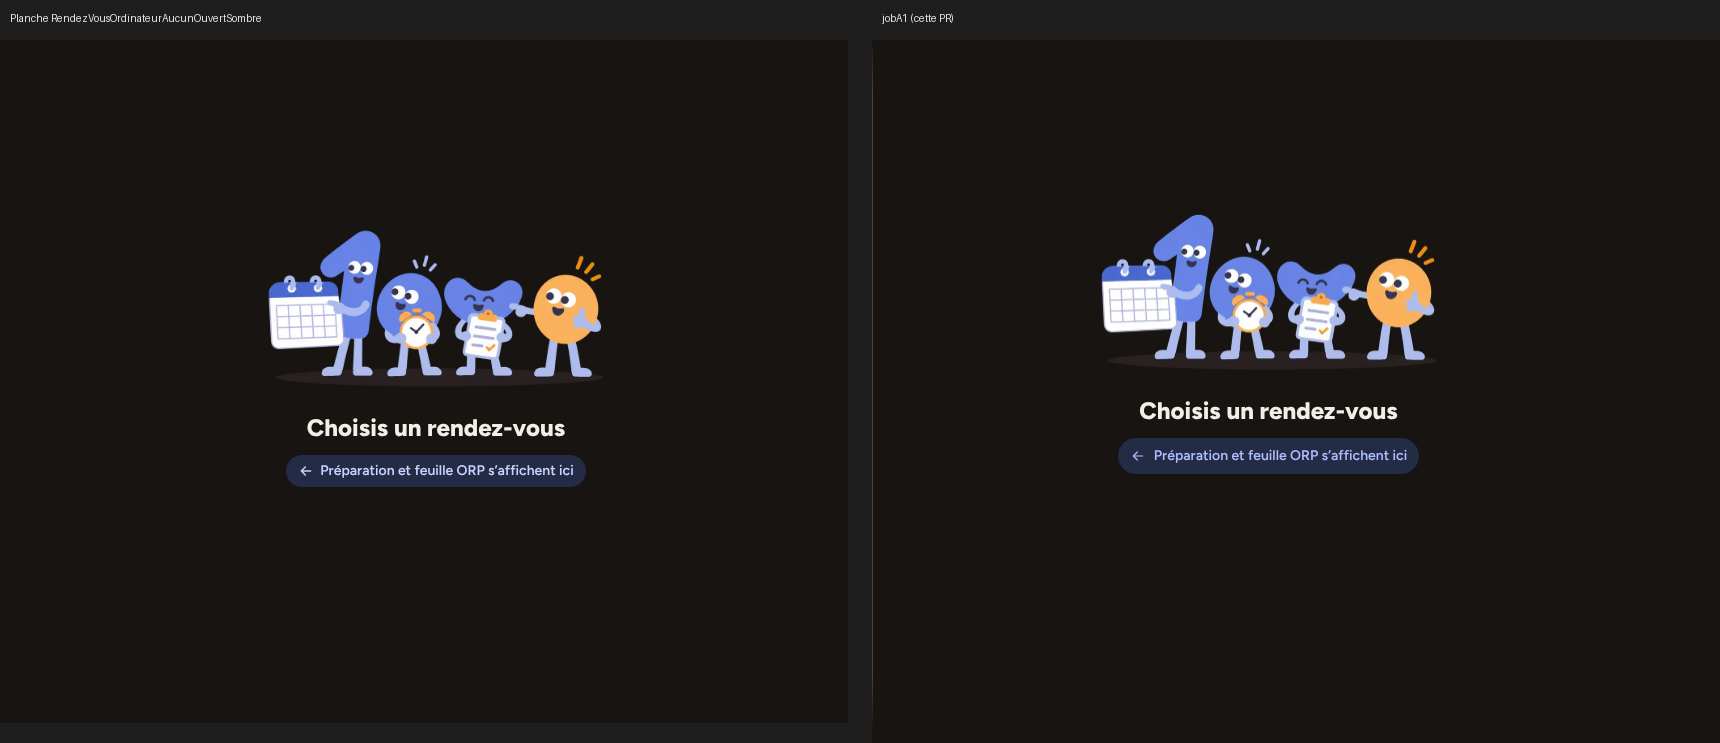 Planche RendezVousOrdinateurAucunOuvertSombre
jobA1 (cette PR)
Choisis un rendez-vous
← Préparation et feuille ORP s’affichent ici
Choisis un rendez-vous
← Préparation et feuille ORP s’affichent ici